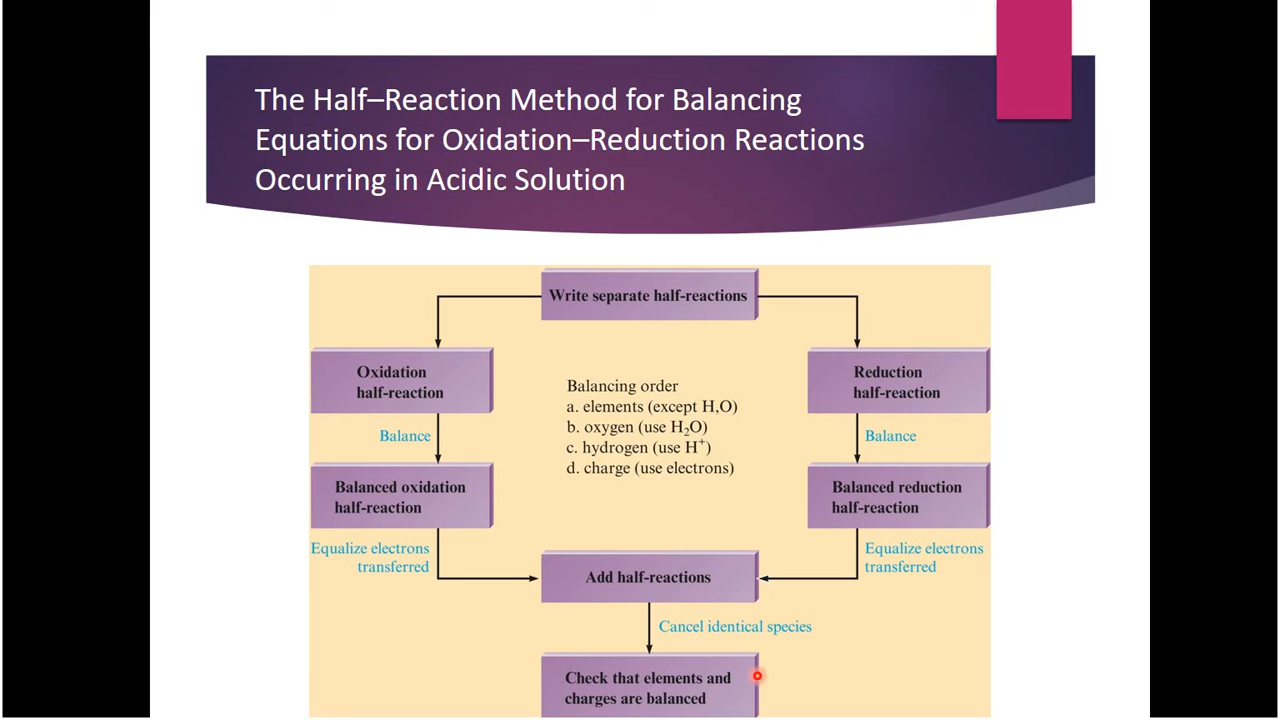 The Half–Reaction Method for Balancing
Equations for Oxidation–Reduction Reactions
Occurring in Acidic Solution
Write separate half-reactions
Oxidation
half-reaction
Reduction
half-reaction
Balancing order
a. elements (except H,O)
b. oxygen (use H₂O)
c. hydrogen (use H⁺)
d. charge (use electrons)
Balance
Balance
Balanced oxidation
half-reaction
Balanced reduction
half-reaction
Equalize electrons
transferred
Equalize electrons
transferred
Add half-reactions
Cancel identical species
Check that elements and
charges are balanced